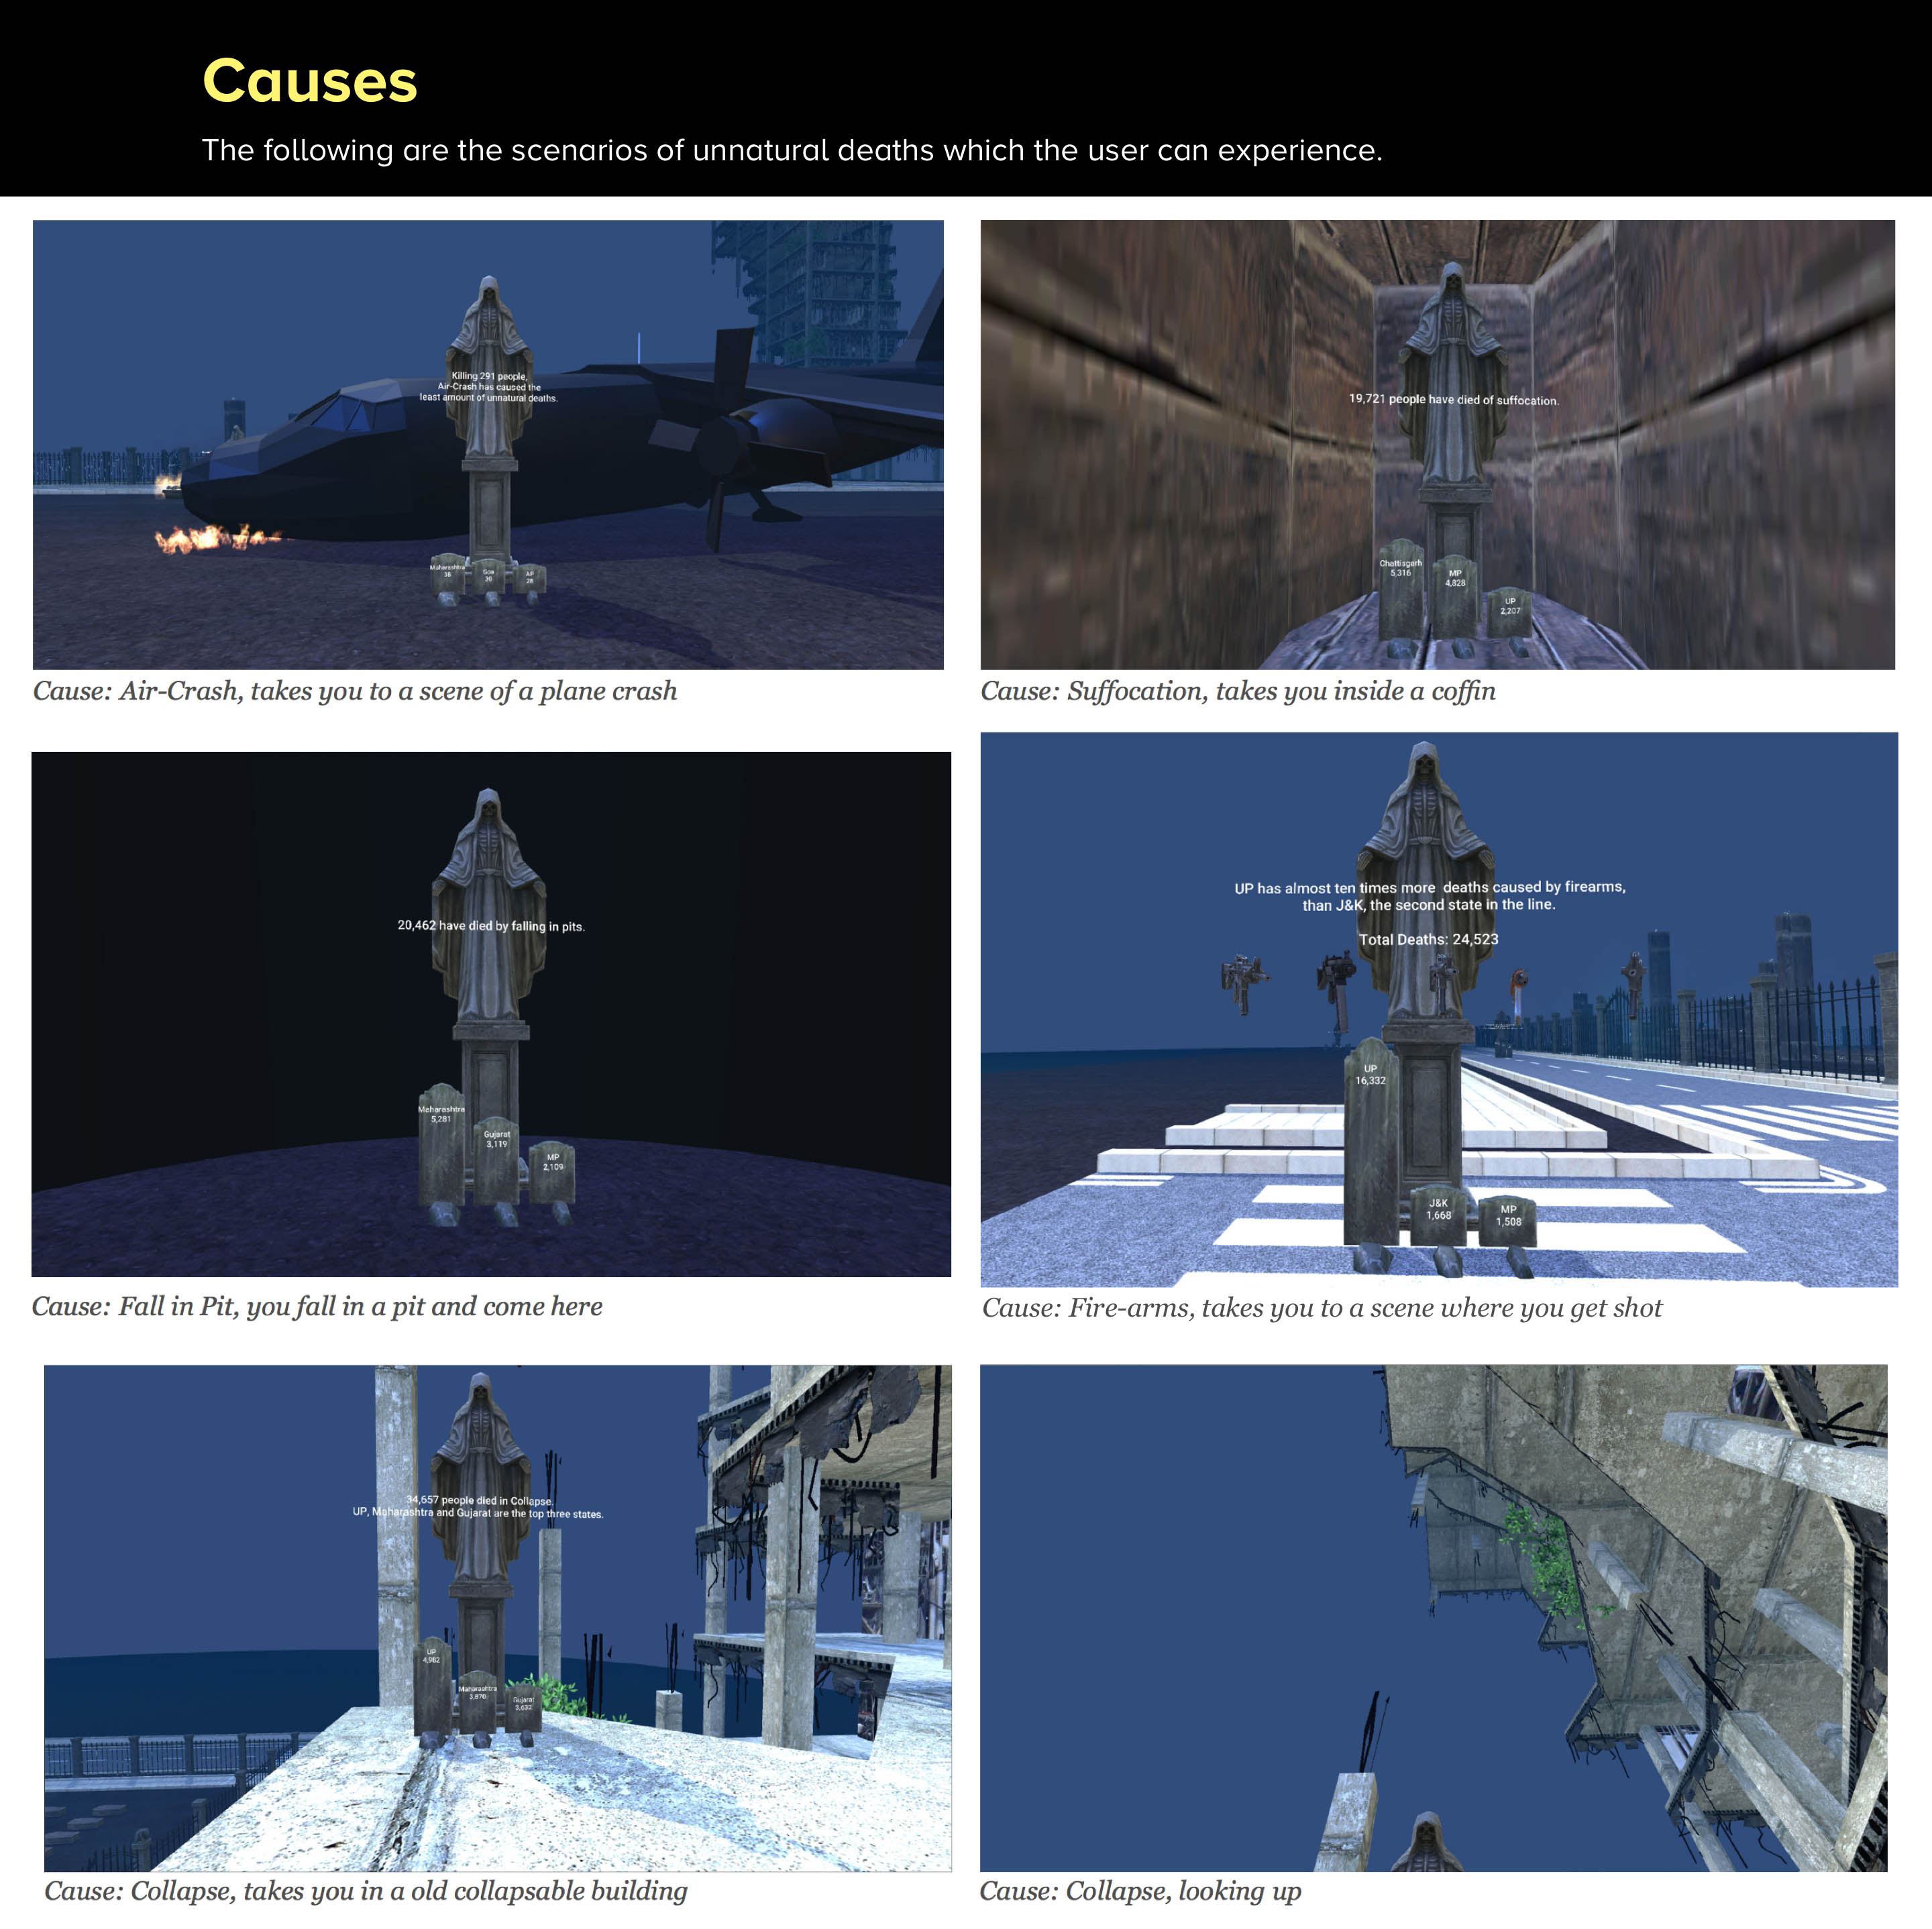 Causes
The following are the scenarios of unnatural deaths which the user can experience.
Killing 291 people,
Air-Crash has caused the
least amount of unnatural deaths.
Maharashtra
Goa
AP
28
Cause: Air-Crash, takes you to a scene of a plane crash
19,721 people have died of suffocation.
Chattisgarh
5,316
MP
4,828
UP
2,207
Cause: Suffocation, takes you inside a coffin
20,462 have died by falling in pits.
Maharashtra
5,281
Gujarat
3,119
MP
2,109
Cause: Fall in Pit, you fall in a pit and come here
UP has almost ten times more deaths caused by firearms,
than J&K, the second state in the line.
Total Deaths: 24,523
UP
16,332
J&K
1,668
MP
1,508
Cause: Fire-arms, takes you to a scene where you get shot
34,657 people died in Collapse.
UP, Maharashtra and Gujarat are the top three states.
UP
4,982
Maharashtra
3,870
Gujarat
3,632
Cause: Collapse, takes you in a old collapsable building
Cause: Collapse, looking up